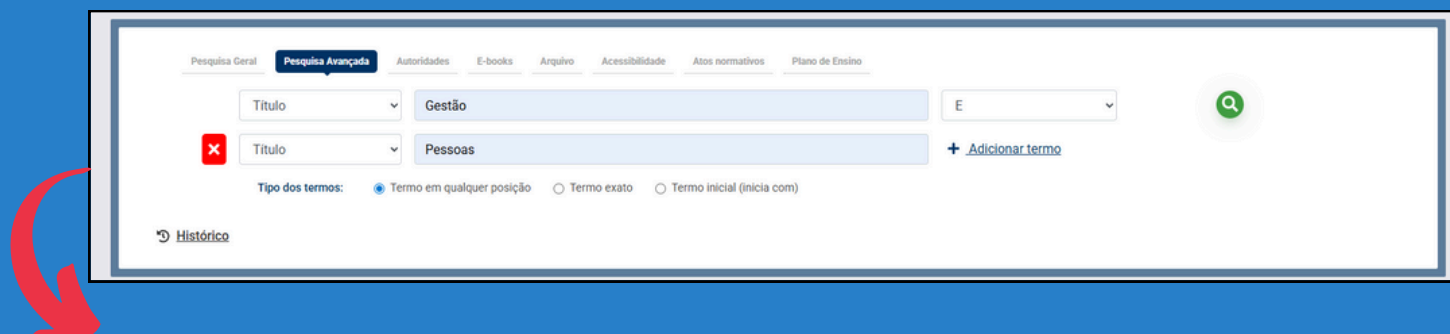 Pesquisa Geral Pesquisa Avançada Autoridades E-books Arquivo Acessibilidade Atos normativos Plano de Ensino
Título Gestão E
Título Pessoas + Adicionar termo
Tipo dos termos: Termo em qualquer posição Termo exato Termo inicial (inicia com)
Histórico